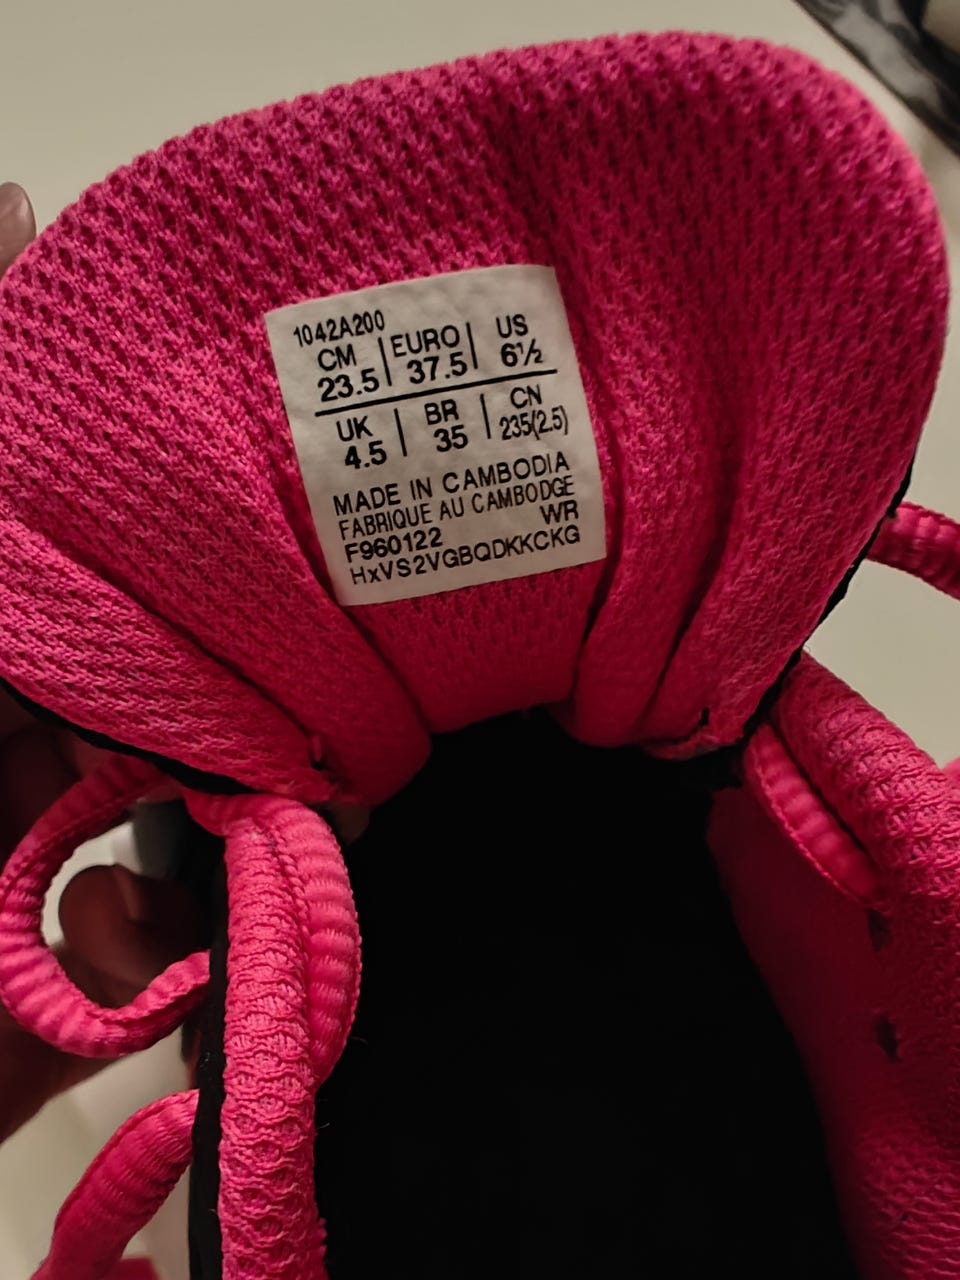 1042A200
CM | EURO | US
23.5 | 37.5 | 6½
UK | BR | CN
4.5 | 35 | 235(2.5)
MADE IN CAMBODIA
FABRIQUE AU CAMBODGE
F960122 WR
HxVS2VGBQDKKCKG